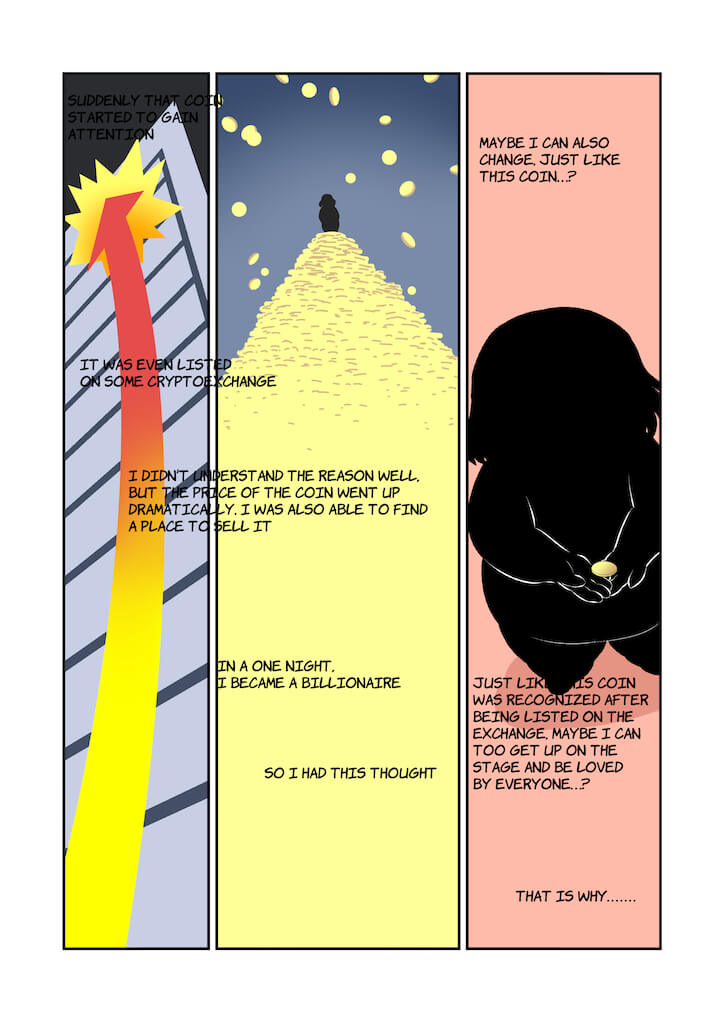 SUDDENLY THAT COIN
STARTED TO GAIN
ATTENTION
IT WAS EVEN LISTED
ON SOME CRYPTOEXCHANGE
I DIDN'T UNDERSTAND THE REASON WELL,
BUT THE PRICE OF THE COIN WENT UP
DRAMATICALLY. I WAS ALSO ABLE TO FIND
A PLACE TO SELL IT
IN A ONE NIGHT,
I BECAME A BILLIONAIRE
SO I HAD THIS THOUGHT
MAYBE I CAN ALSO
CHANGE, JUST LIKE
THIS COIN...?
JUST LIKE THIS COIN
WAS RECOGNIZED AFTER
BEING LISTED ON THE
EXCHANGE, MAYBE I CAN
TOO GET UP ON THE
STAGE AND BE LOVED
BY EVERYONE...?
THAT IS WHY.......